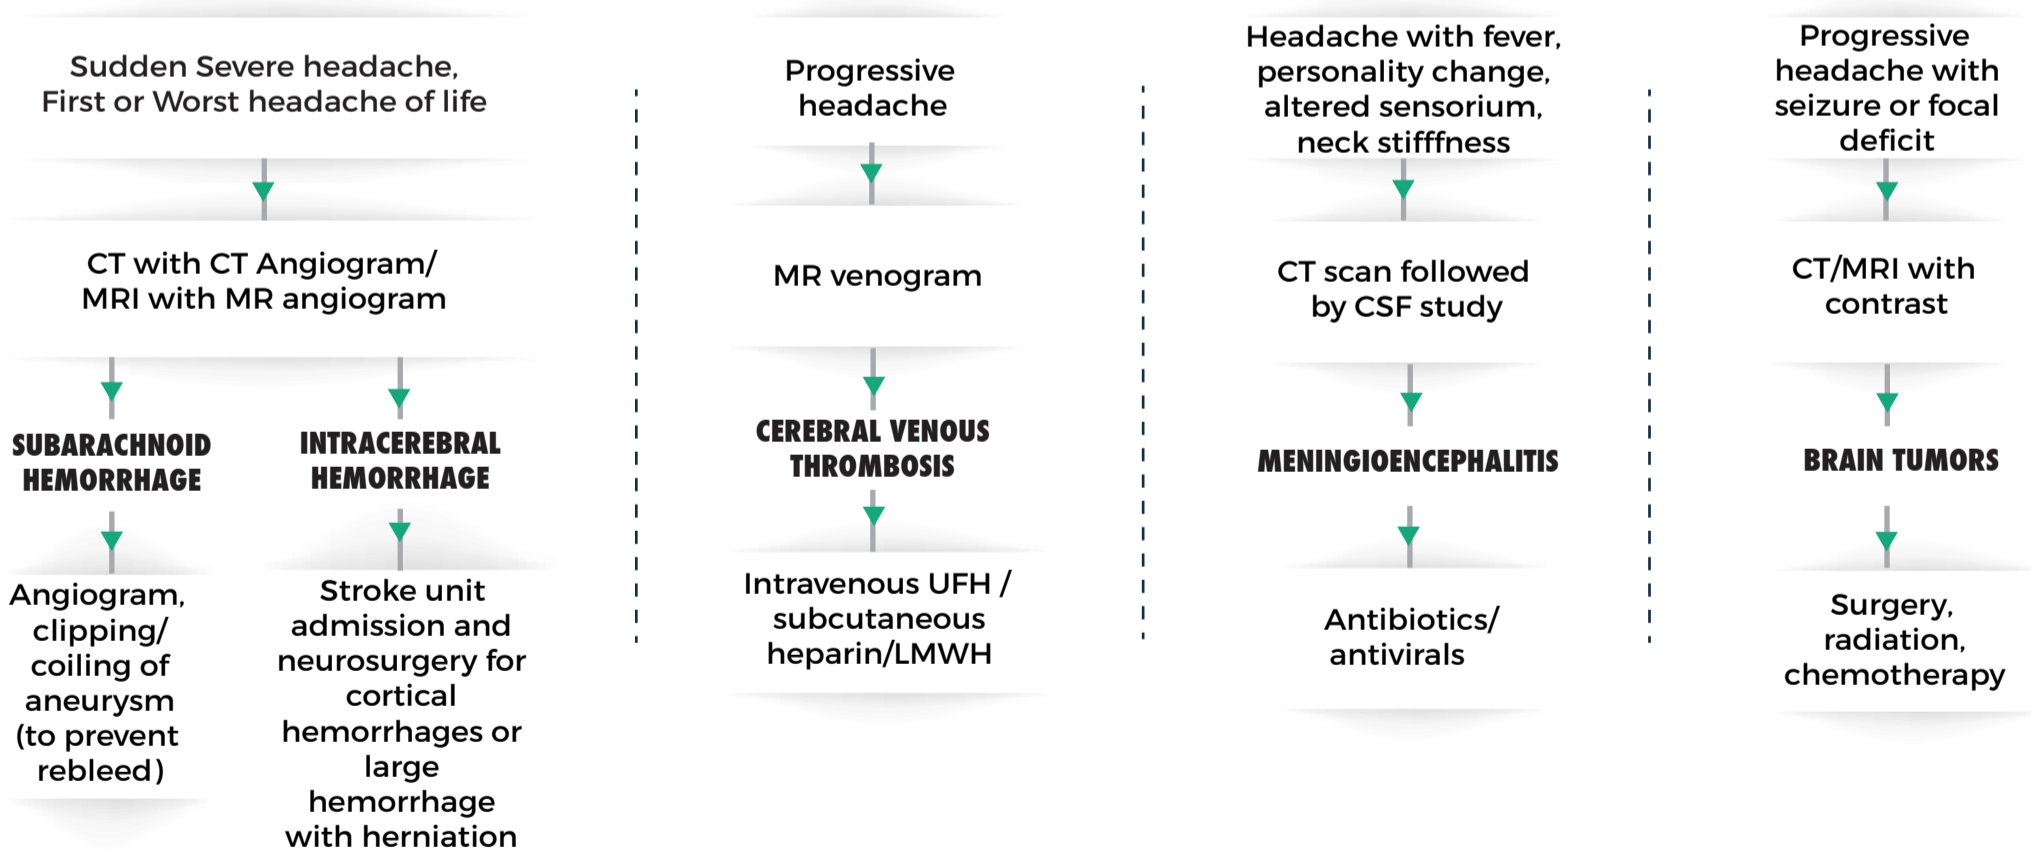 Sudden Severe headache,
First or Worst headache of life
CT with CT Angiogram/
MRI with MR angiogram
SUBARACHNOID
HEMORRHAGE
Angiogram,
clipping/
coiling of
aneurysm
(to prevent
rebleed)
INTRACEREBRAL
HEMORRHAGE
Stroke unit
admission and
neurosurgery for
cortical
hemorrhages or
large
hemorrhage
with herniation
Progressive
headache
MR venogram
CEREBRAL VENOUS
THROMBOSIS
Intravenous UFH /
subcutaneous
heparin/LMWH
Headache with fever,
personality change,
altered sensorium,
neck stifffness
CT scan followed
by CSF study
MENINGIOENCEPHALITIS
Antibiotics/
antivirals
Progressive
headache with
seizure or focal
deficit
CT/MRI with
contrast
BRAIN TUMORS
Surgery,
radiation,
chemotherapy